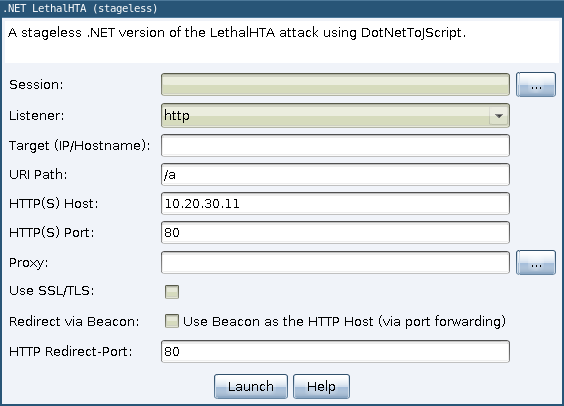 .NET LethalHTA (stageless)
A stageless .NET version of the LethalHTA attack using DotNetToJScript.
Session: ...
Listener: http
Target (IP/Hostname):
URI Path: /a
HTTP(S) Host: 10.20.30.11
HTTP(S) Port: 80
Proxy: ...
Use SSL/TLS:
Redirect via Beacon: Use Beacon as the HTTP Host (via port forwarding)
HTTP Redirect-Port: 80
Launch Help